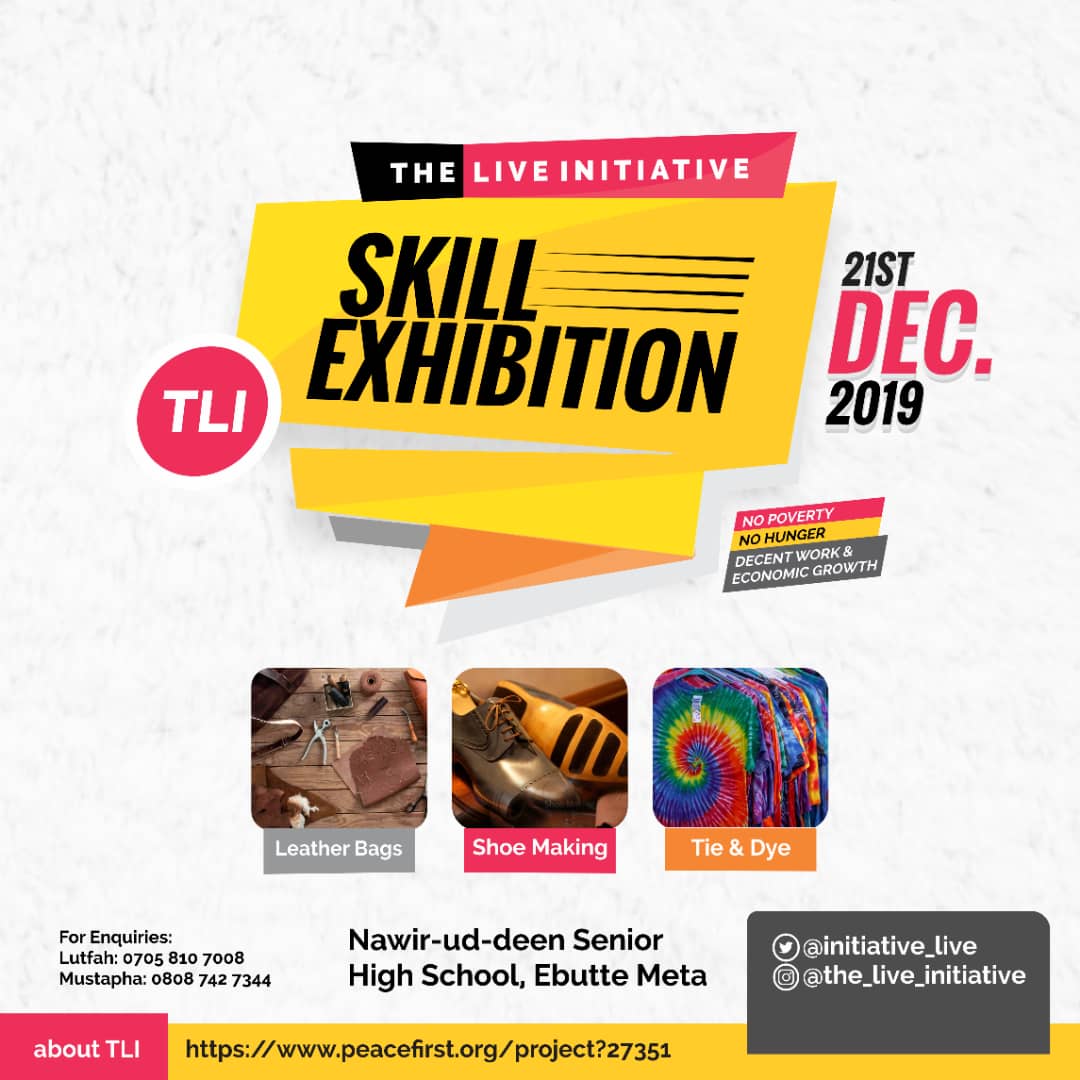 THE LIVE INITIATIVE
SKILL
EXHIBITION
21ST
DEC.
2019
TLI
NO POVERTY
NO HUNGER
DECENT WORK &
ECONOMIC GROWTH
Leather Bags
Shoe Making
Tie & Dye
For Enquiries:
Lutfah: 0705 810 7008
Mustapha: 0808 742 7344
Nawir-ud-deen Senior
High School, Ebutte Meta
@initiative_live
@the_live_initiative
about TLI
https://www.peacefirst.org/project?27351